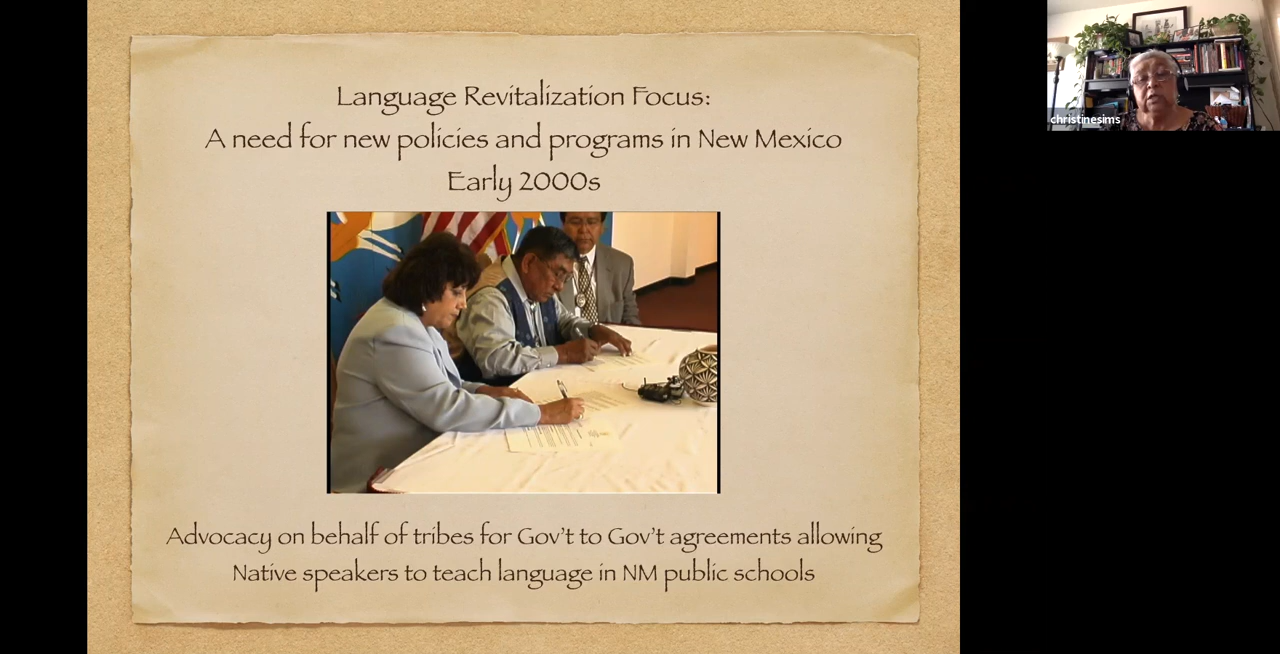 Language Revitalization Focus:
A need for new policies and programs in New Mexico
Early 2000s
Advocacy on behalf of tribes for Gov't to Gov't agreements allowing
Native speakers to teach language in NM public schools
christinesims